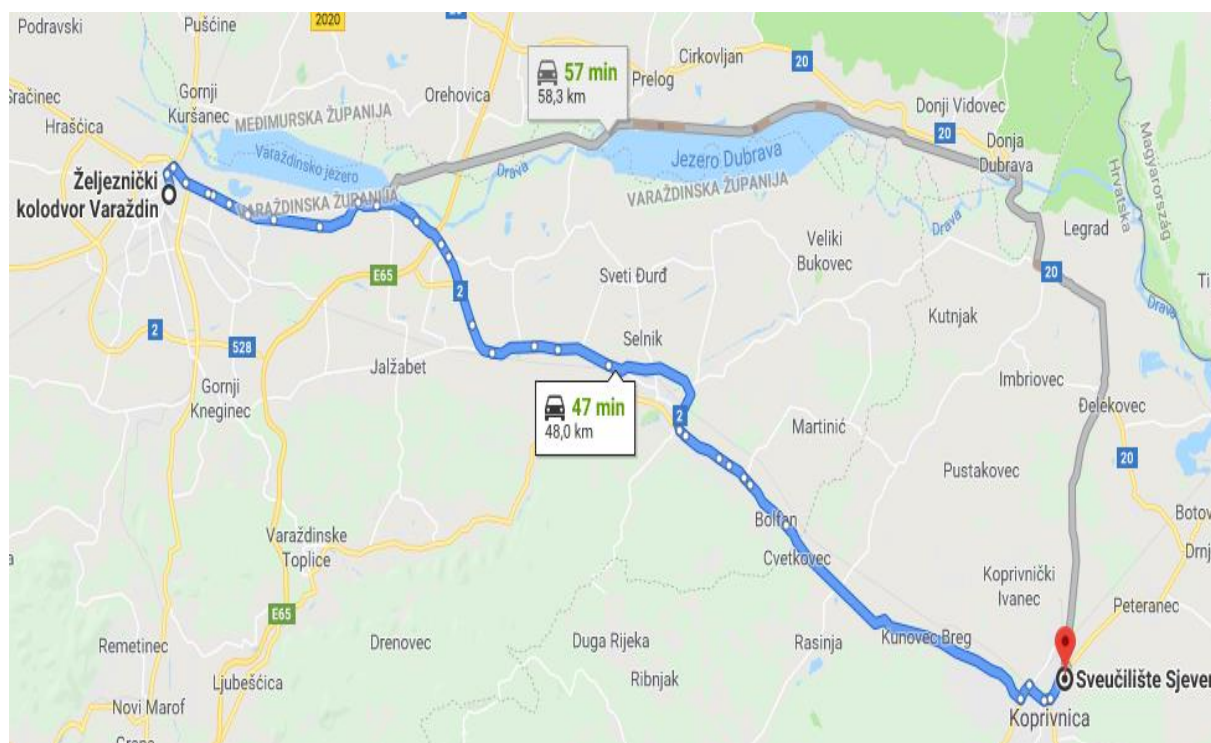 Podravski
Pušćine
2020
20
57 min
58,3 km
Cirkovljan
Prelog
20
Sračinec
Gornji
Kuršanec
Orehovica
Donji Vidovec
20
Hrašćica
MEĐIMURSKA ŽUPANIJA
Donja
Dubrava
Magyarország
Hrvatska
Varaždinsko jezero
Jezero Dubrava
Drava
Željeznički
kolodvor Varaždin
VARAŽDINSKA ŽUPANIJA
VARAŽDINSKA ŽUPANIJA
Drava
Legrad
Veliki
Bukovec
E65
Sveti Đurđ
20
Drava
Ti
2
Kutnjak
2
528
Selnik
Jalžabet
Gornji
Kneginec
Imbriovec
47 min
48,0 km
2
Đelekovec
Martinić
20
Pustakovec
Botov
Bolfan
Varaždinske
Toplice
Cvetkovec
Drnj
Koprivnički
Ivanec
Peteranec
E65
Remetinec
Drenovec
Duga Rijeka
Rasinja
Kunovec Breg
Ribnjak
Ljubešćica
Sveučilište Sjever
Novi Marof
Koprivnica